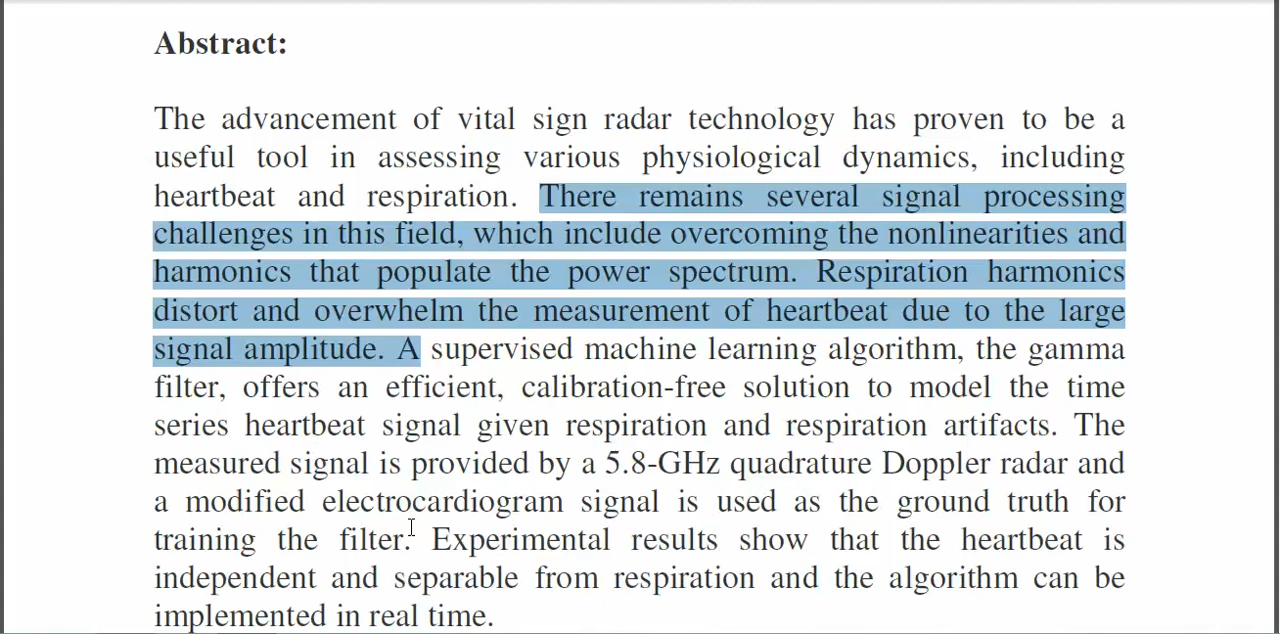 Abstract:
The advancement of vital sign radar technology has proven to be a
useful tool in assessing various physiological dynamics, including
heartbeat and respiration. There remains several signal processing
challenges in this field, which include overcoming the nonlinearities and
harmonics that populate the power spectrum. Respiration harmonics
distort and overwhelm the measurement of heartbeat due to the large
signal amplitude. A supervised machine learning algorithm, the gamma
filter, offers an efficient, calibration-free solution to model the time
series heartbeat signal given respiration and respiration artifacts. The
measured signal is provided by a 5.8-GHz quadrature Doppler radar and
a modified electrocardiogram signal is used as the ground truth for
training the filter. Experimental results show that the heartbeat is
independent and separable from respiration and the algorithm can be
implemented in real time.